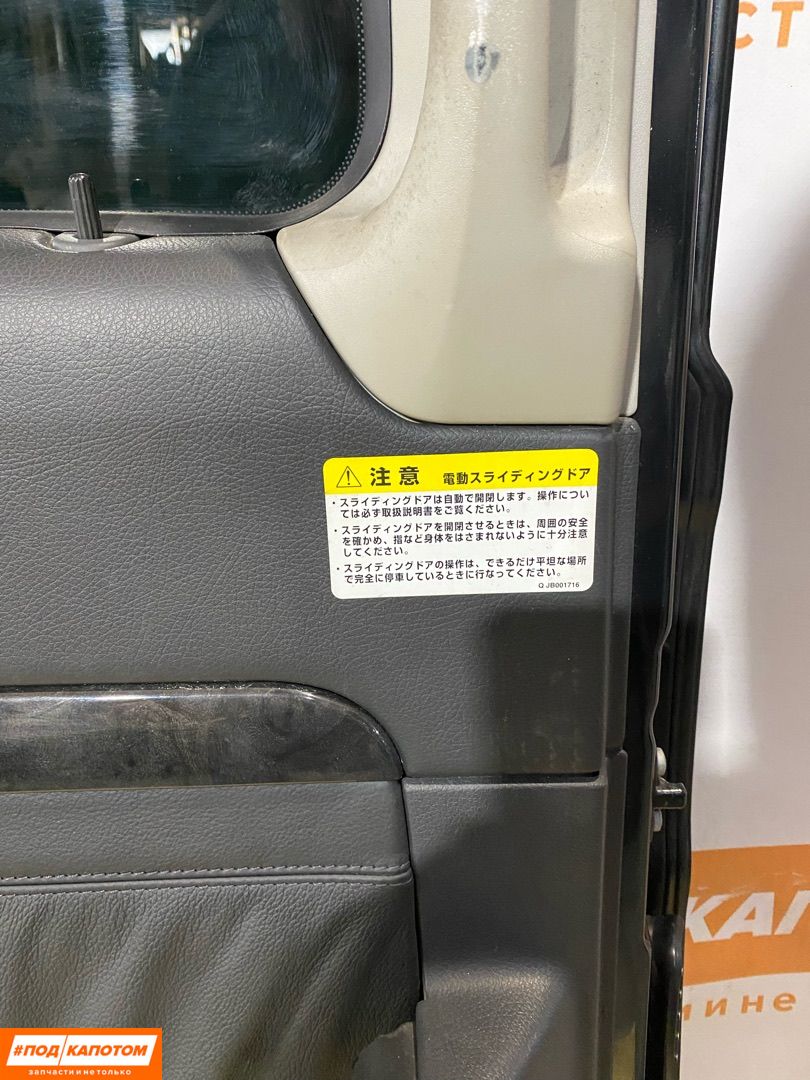 СТ
注意 電動スライディングドア
・スライディングドアは自動で開閉します。操作につい
ては必ず取扱説明書をご覧ください。
・スライディングドアを開閉させるときは、周囲の安全
を確かめ、指など身体をはさまれないように十分注意
してください。
・スライディングドアの操作は、できるだけ平坦な場所
で完全に停車しているときに行なってください。
Q JB001716
КАП
и не
#ПОД КАПОТОМ
запчасти и не только